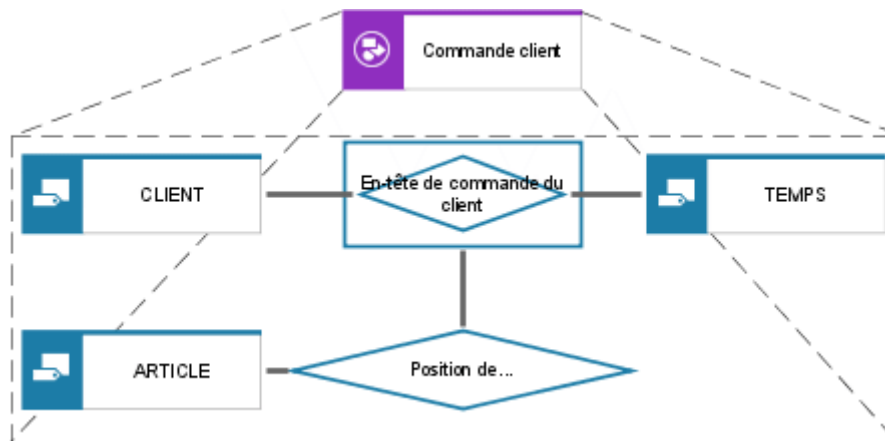 Commande client
CLIENT
En-tête de commande du
client
TEMPS
ARTICLE
Position de...